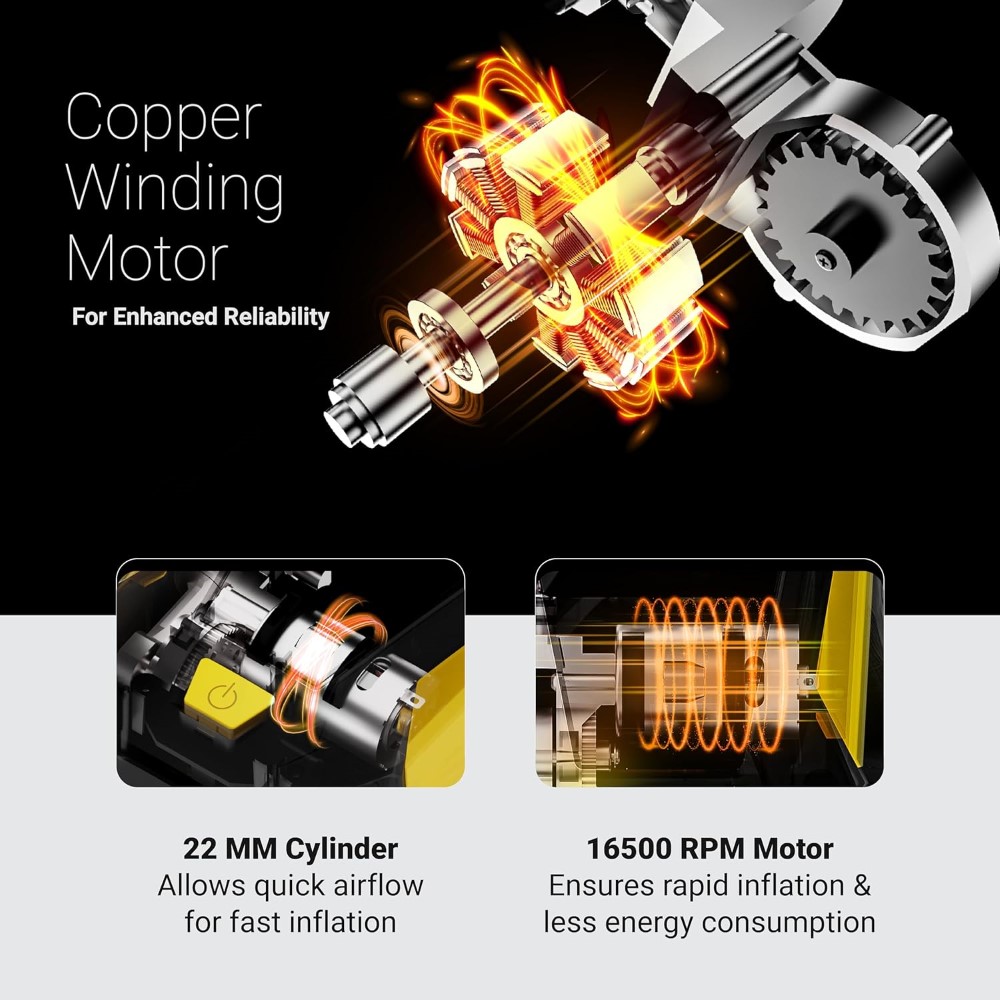 Copper
Winding
Motor
For Enhanced Reliability
22 MM Cylinder
Allows quick airflow
for fast inflation
16500 RPM Motor
Ensures rapid inflation &
less energy consumption